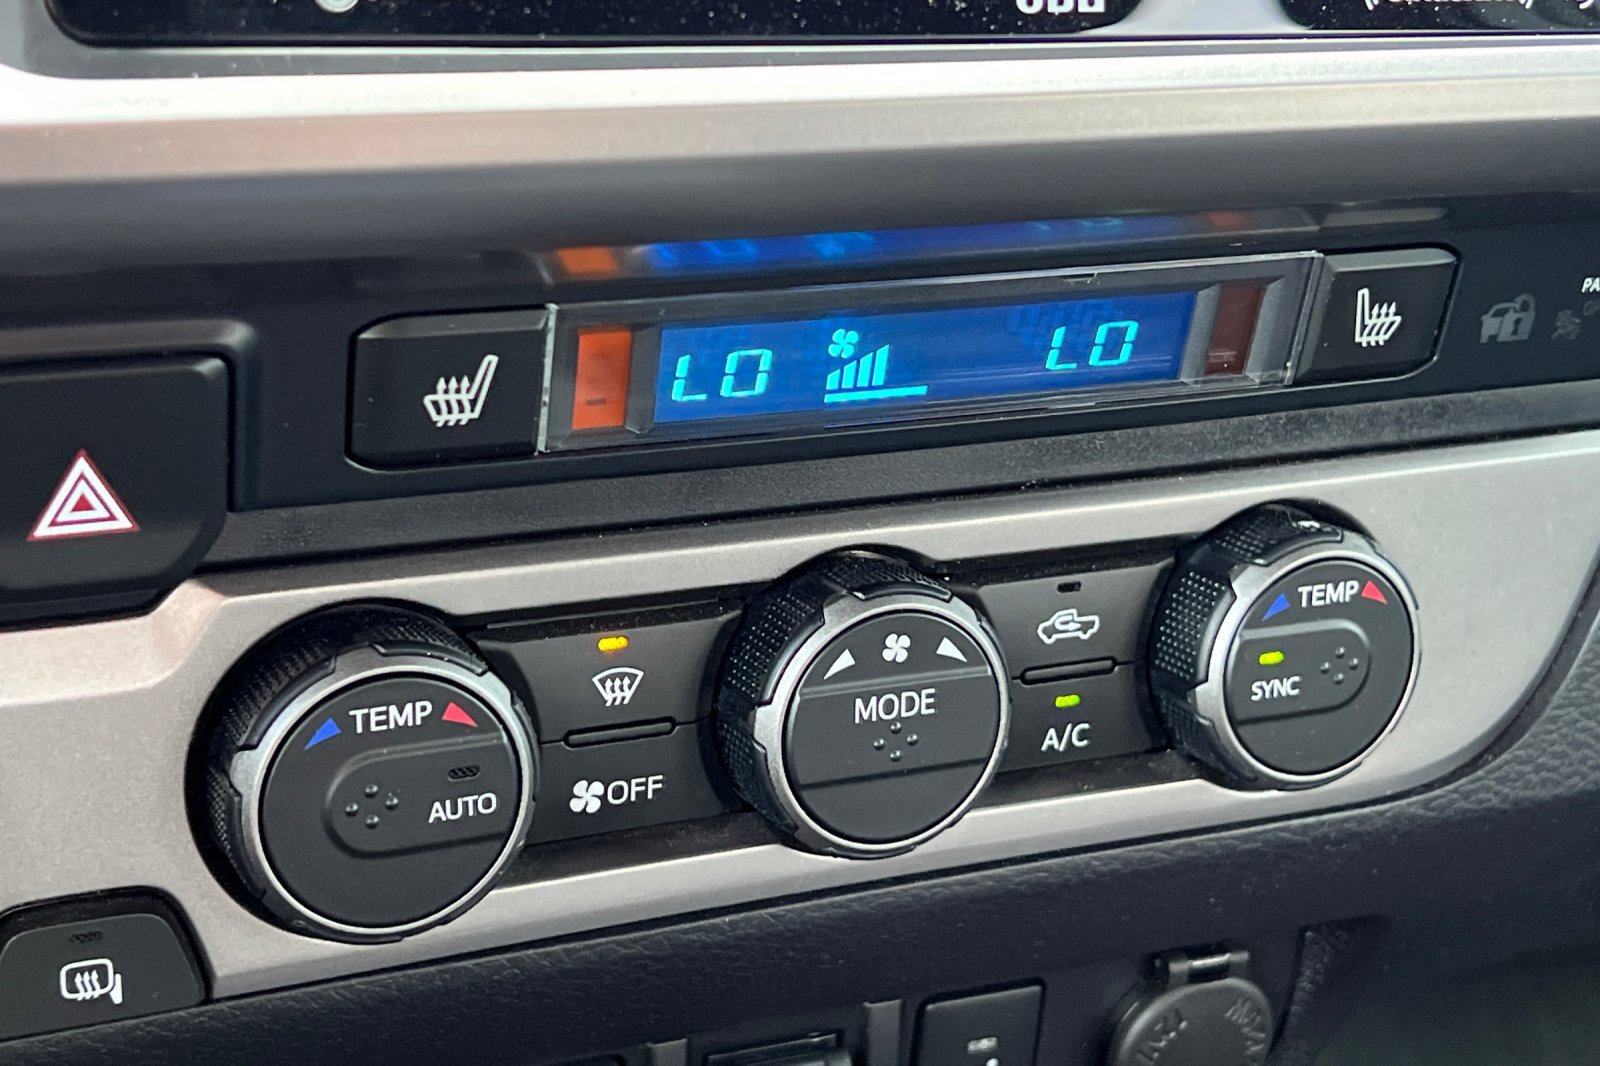 LO
LO
TEMP
AUTO
OFF
MODE
A/C
TEMP
SYNC